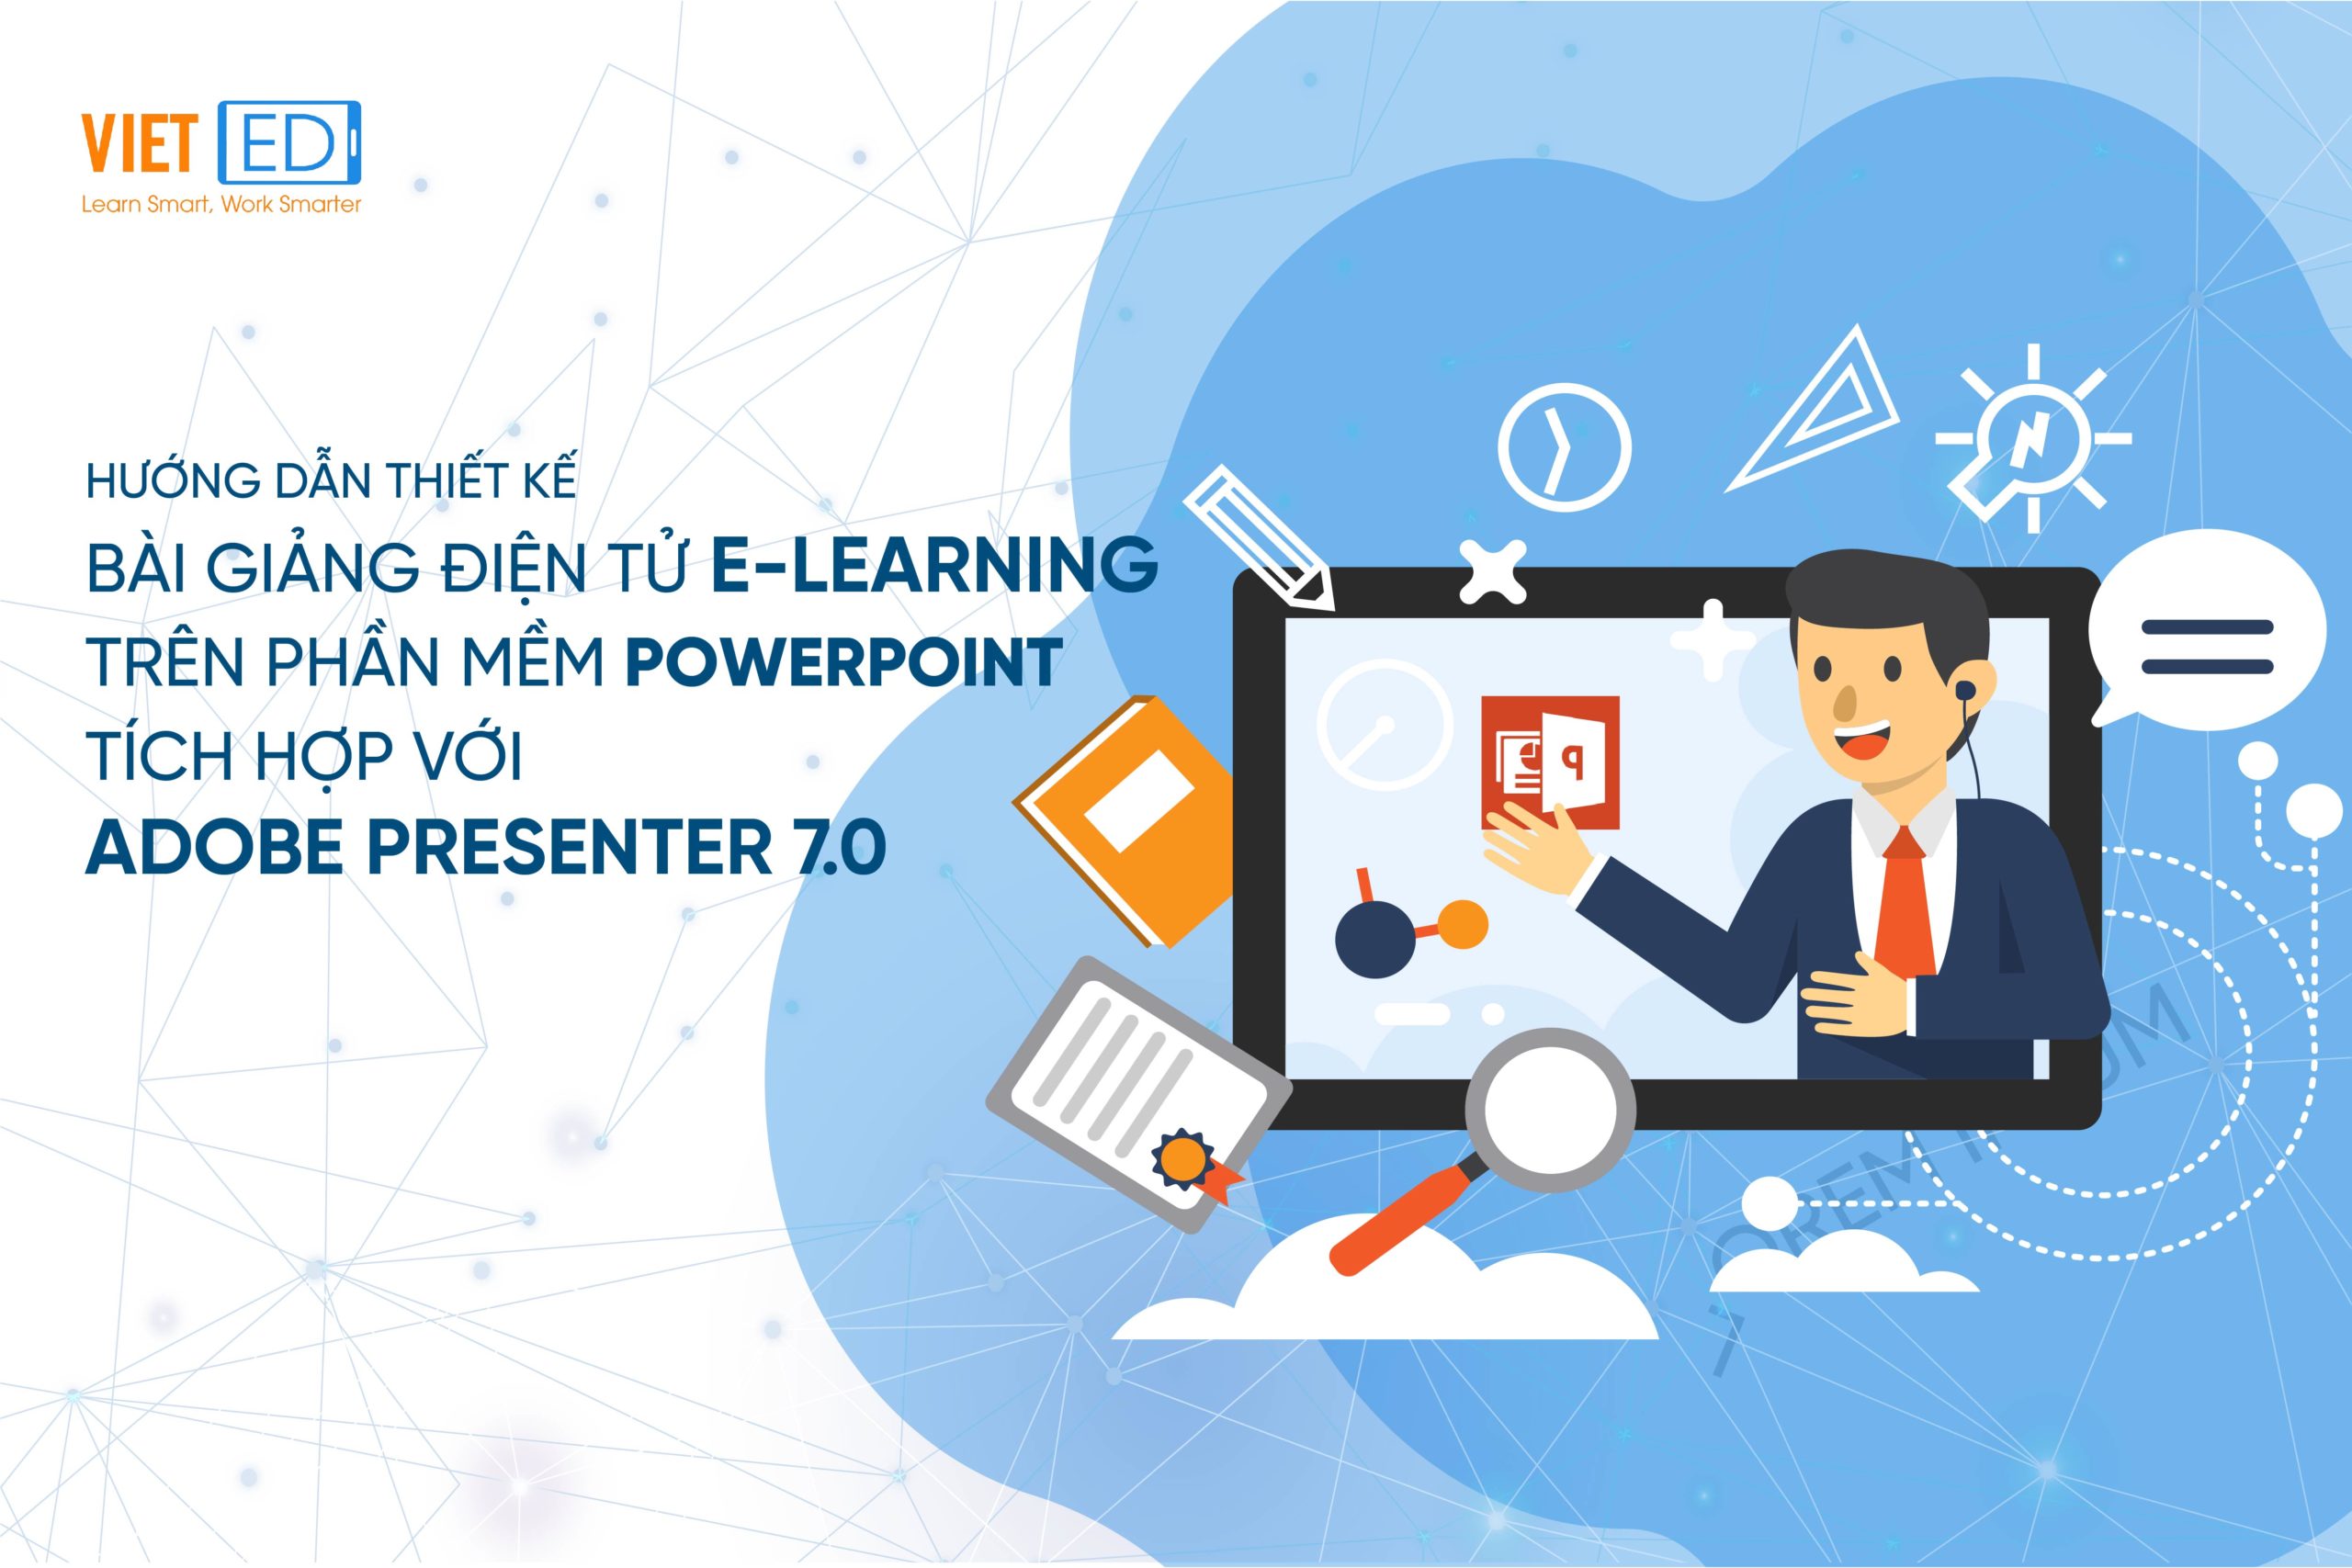 VIET ED
Learn Smart, Work Smarter
HƯỚNG DẪN THIẾT KẾ
BÀI GIẢNG ĐIỆN TỬ E-LEARNING
TRÊN PHẦN MỀM POWERPOINT
TÍCH HỢP VỚI
ADOBE PRESENTER 7.0